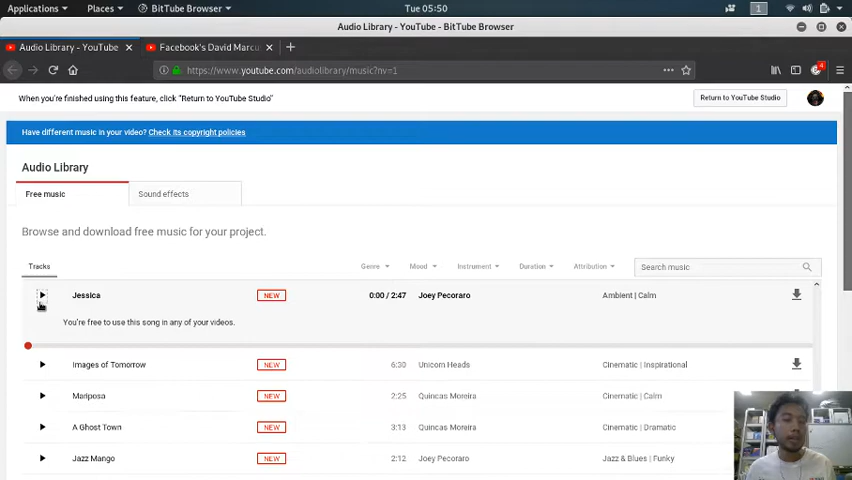 Applications Places BitTube Browser Tue 05:50 1
Audio Library - YouTube - BitTube Browser
Audio Library - YouTube Facebook's David Marcu
https://www.youtube.com/audiolibrary/music?nv=1 4
When you're finished using this feature, click "Return to YouTube Studio" Return to YouTube Studio
Have different music in your video? Check its copyright policies
Audio Library
Free music Sound effects
Browse and download free music for your project.
Tracks Genre Mood Instrument Duration Attribution Search music
Jessica NEW 0:00 / 2:47 Joey Pecoraro Ambient | Calm
You're free to use this song in any of your videos.
Images of Tomorrow NEW 6:30 Unicorn Heads Cinematic | Inspirational
Mariposa NEW 2:25 Quincas Moreira Cinematic | Calm
A Ghost Town NEW 3:13 Quincas Moreira Cinematic | Dramatic
Jazz Mango NEW 2:12 Joey Pecoraro Jazz & Blues | Funky